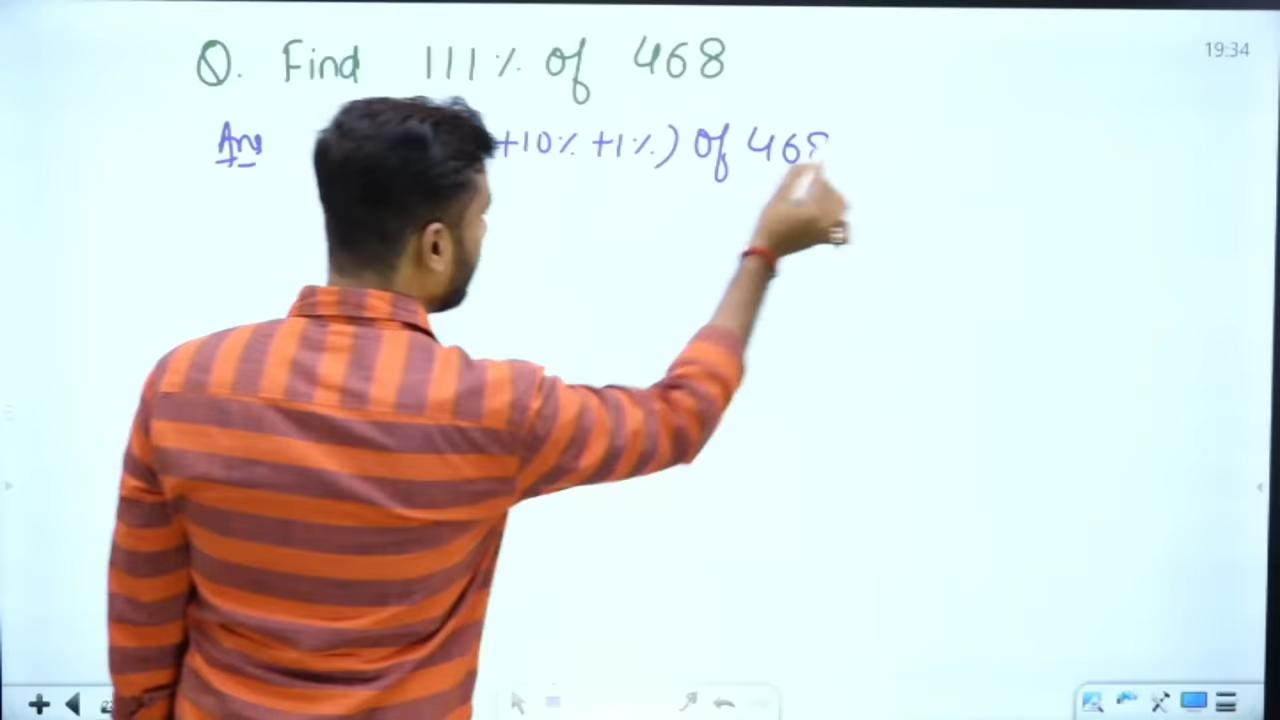 Q. Find 111% of 468
19:34
Ans +10% +1%) of 468